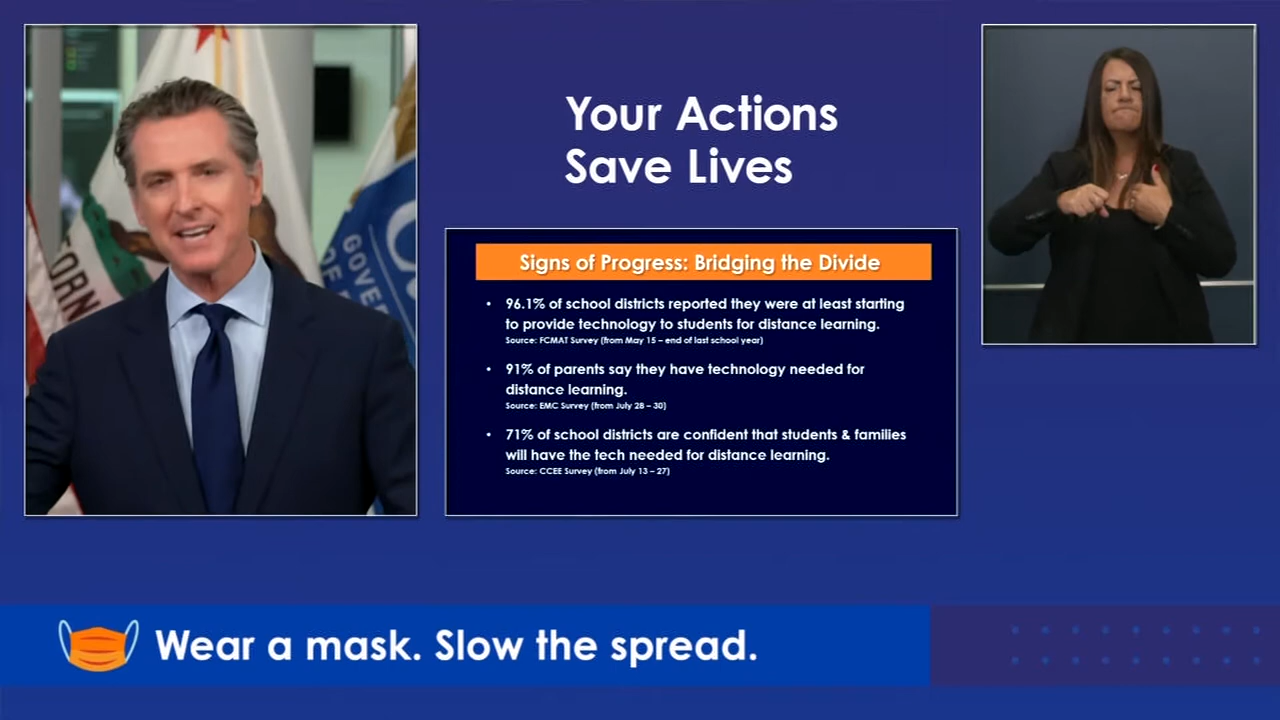 Your Actions
Save Lives
Signs of Progress: Bridging the Divide
• 96.1% of school districts reported they were at least starting
to provide technology to students for distance learning.
Source: FCMAT Survey (from May 15 – end of last school year)
• 91% of parents say they have technology needed for
distance learning.
Source: EMC Survey (from July 28 – 30)
• 71% of school districts are confident that students & families
will have the tech needed for distance learning.
Source: CCEE Survey (from July 13 – 27)
Wear a mask. Slow the spread.